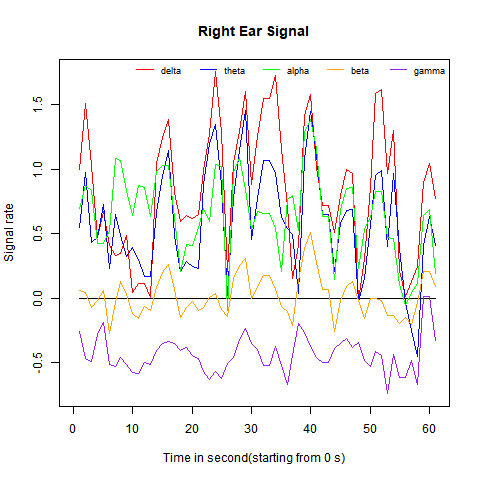 Right Ear Signal
delta theta alpha beta gamma
Signal rate
1.5
1.0
0.5
0.0
-0.5
0 10 20 30 40 50 60
Time in second(starting from 0 s)